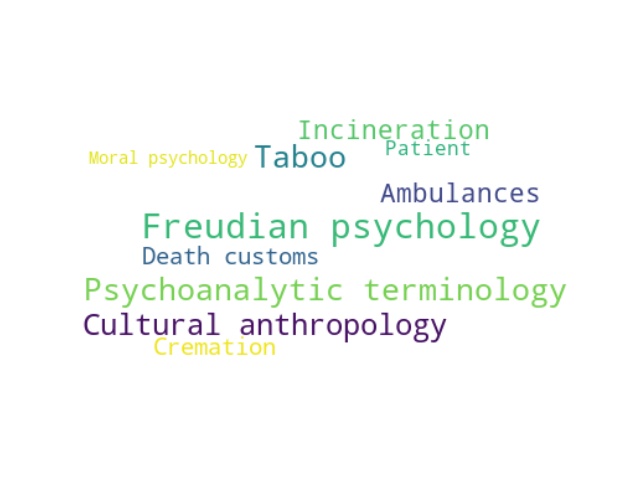 Incineration
Patient
Moral psychology
Taboo
Ambulances
Freudian psychology
Death customs
Psychoanalytic terminology
Cultural anthropology
Cremation